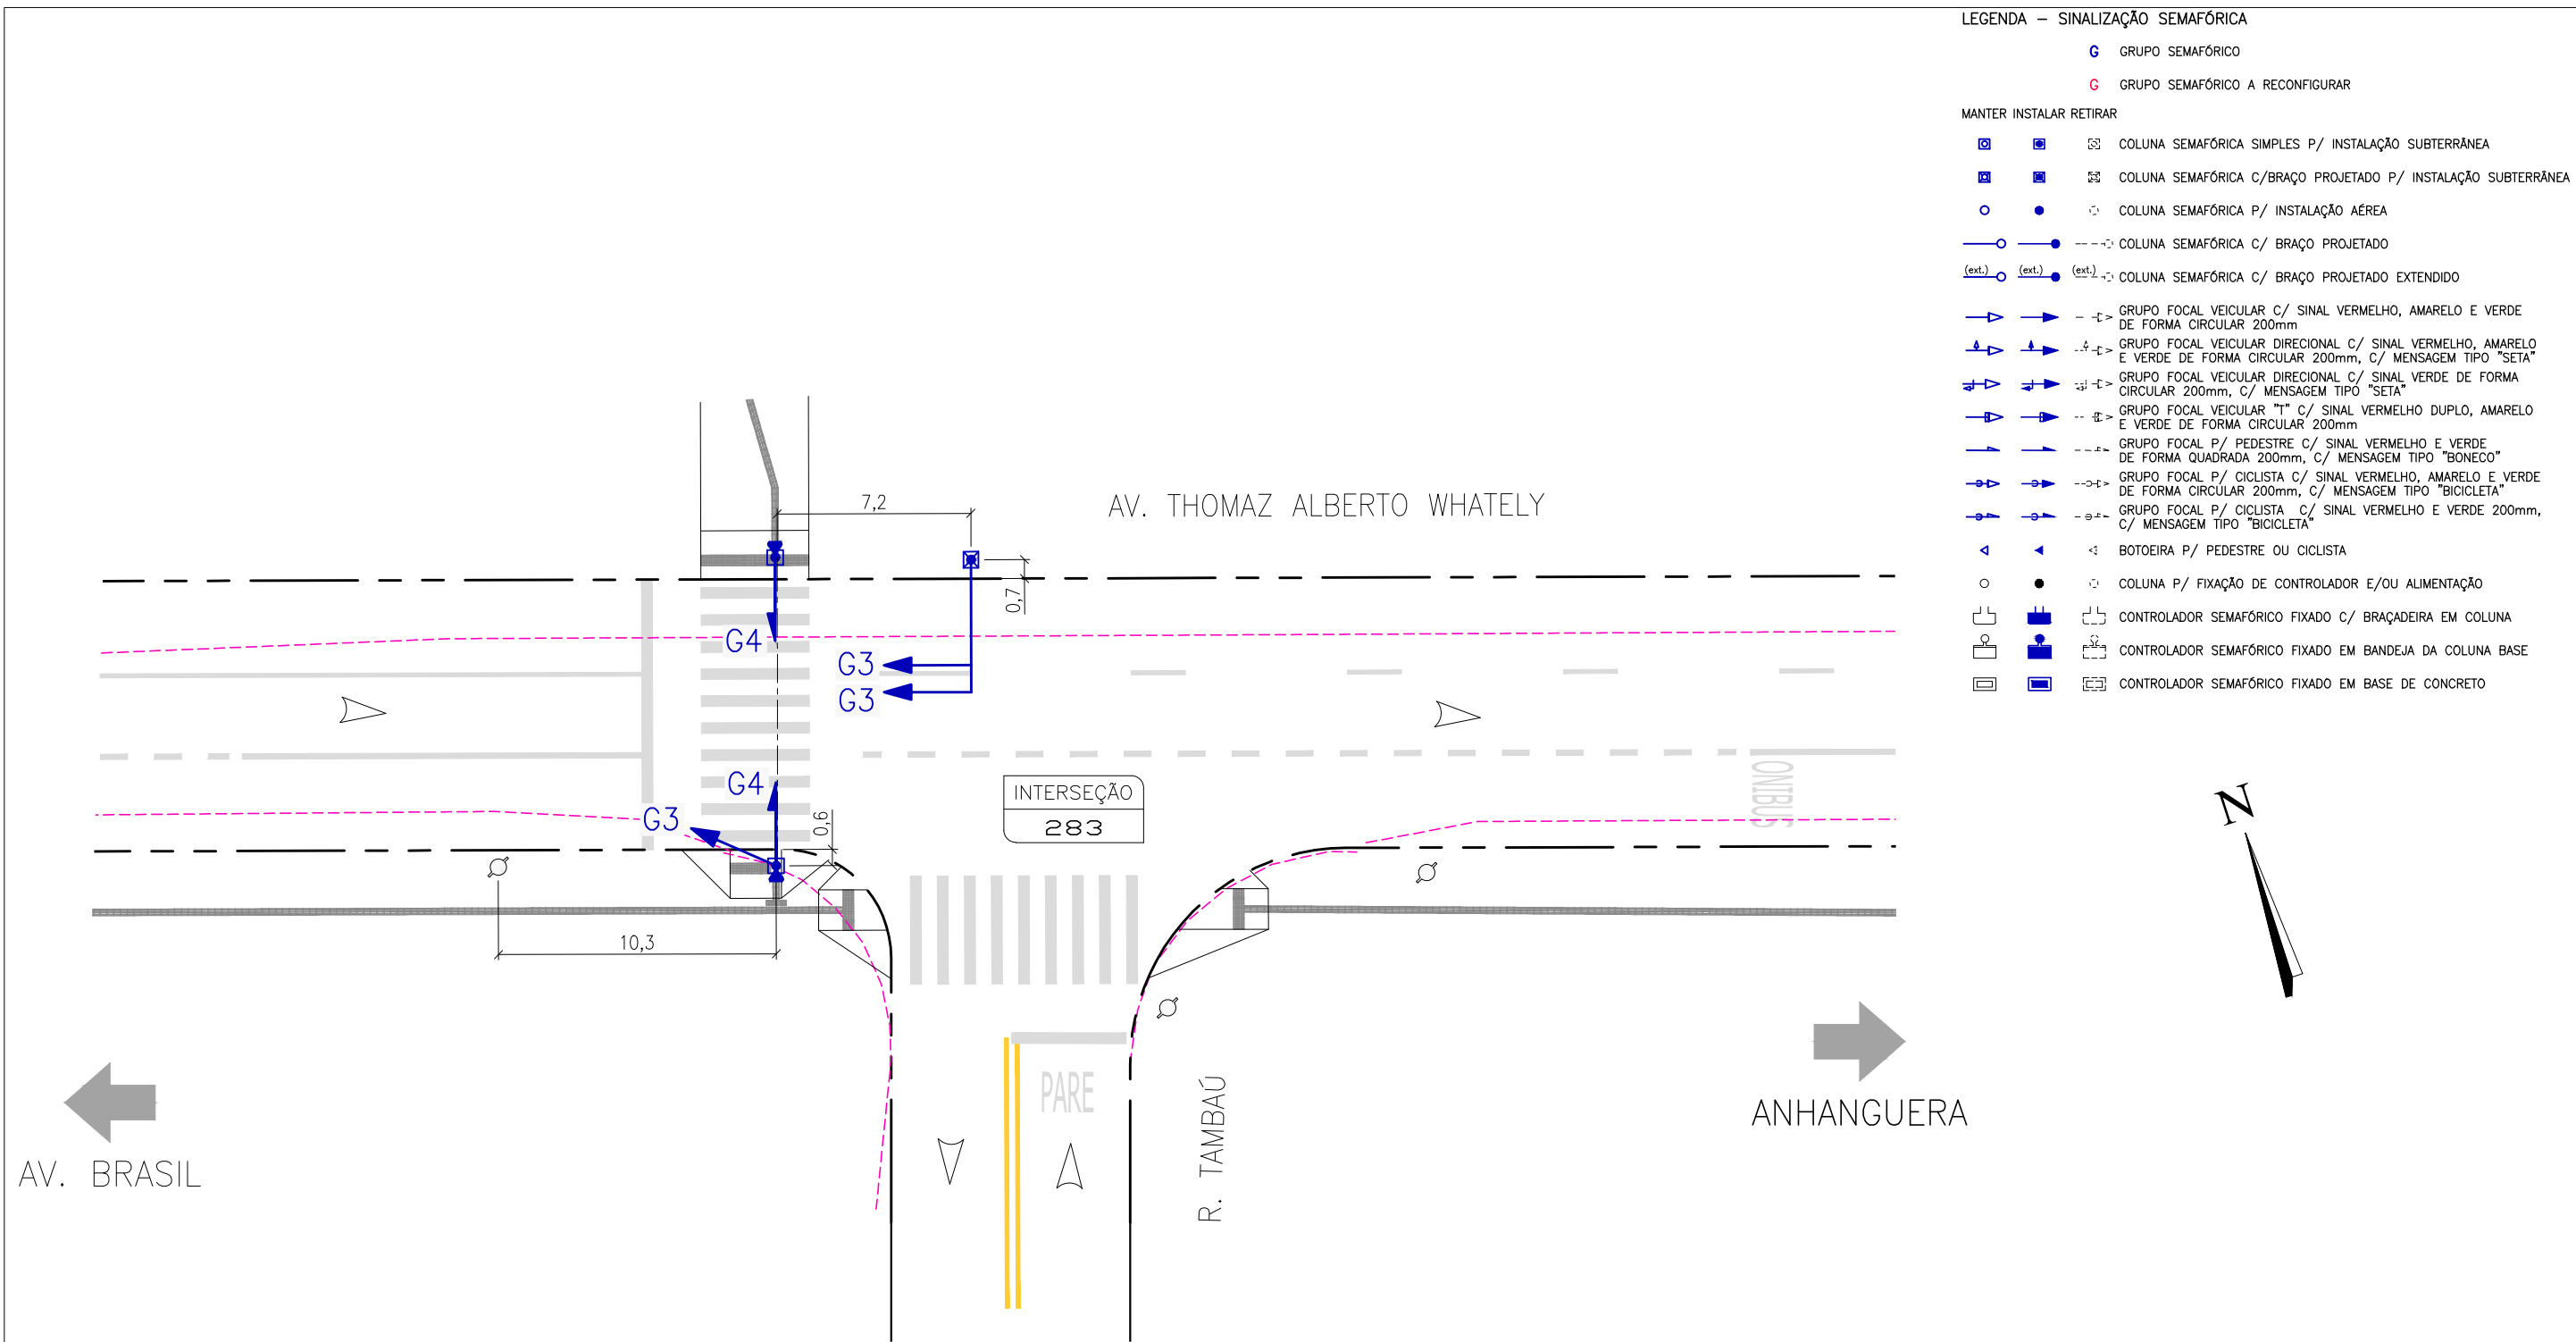 LEGENDA – SINALIZAÇÃO SEMAFÓRICA
G GRUPO SEMAFÓRICO
G GRUPO SEMAFÓRICO A RECONFIGURAR
MANTER INSTALAR RETIRAR
COLUNA SEMAFÓRICA SIMPLES P/ INSTALAÇÃO SUBTERRÂNEA
COLUNA SEMAFÓRICA C/BRAÇO PROJETADO P/ INSTALAÇÃO SUBTERRÂNEA
COLUNA SEMAFÓRICA P/ INSTALAÇÃO AÉREA
COLUNA SEMAFÓRICA C/ BRAÇO PROJETADO
(ext.) (ext.) (ext.) COLUNA SEMAFÓRICA C/ BRAÇO PROJETADO EXTENDIDO
GRUPO FOCAL VEICULAR C/ SINAL VERMELHO, AMARELO E VERDE
DE FORMA CIRCULAR 200mm
GRUPO FOCAL VEICULAR DIRECIONAL C/ SINAL VERMELHO, AMARELO
E VERDE DE FORMA CIRCULAR 200mm, C/ MENSAGEM TIPO "SETA"
GRUPO FOCAL VEICULAR DIRECIONAL C/ SINAL VERDE DE FORMA
CIRCULAR 200mm, C/ MENSAGEM TIPO "SETA"
GRUPO FOCAL VEICULAR "T" C/ SINAL VERMELHO DUPLO, AMARELO
E VERDE DE FORMA CIRCULAR 200mm
GRUPO FOCAL P/ PEDESTRE C/ SINAL VERMELHO E VERDE
DE FORMA QUADRADA 200mm, C/ MENSAGEM TIPO "BONECO"
GRUPO FOCAL P/ CICLISTA C/ SINAL VERMELHO, AMARELO E VERDE
DE FORMA CIRCULAR 200mm, C/ MENSAGEM TIPO "BICICLETA"
GRUPO FOCAL P/ CICLISTA C/ SINAL VERMELHO E VERDE 200mm,
C/ MENSAGEM TIPO "BICICLETA"
BOTOEIRA P/ PEDESTRE OU CICLISTA
COLUNA P/ FIXAÇÃO DE CONTROLADOR E/OU ALIMENTAÇÃO
CONTROLADOR SEMAFÓRICO FIXADO C/ BRAÇADEIRA EM COLUNA
CONTROLADOR SEMAFÓRICO FIXADO EM BANDEJA DA COLUNA BASE
CONTROLADOR SEMAFÓRICO FIXADO EM BASE DE CONCRETO
7,2
AV. THOMAZ ALBERTO WHATELY
0,7
G4
G3
G3
G4
G3
0,6
INTERSEÇÃO
283
ONIBUS
N
10,3
PARE
R. TAMBAÚ
ANHANGUERA
AV. BRASIL